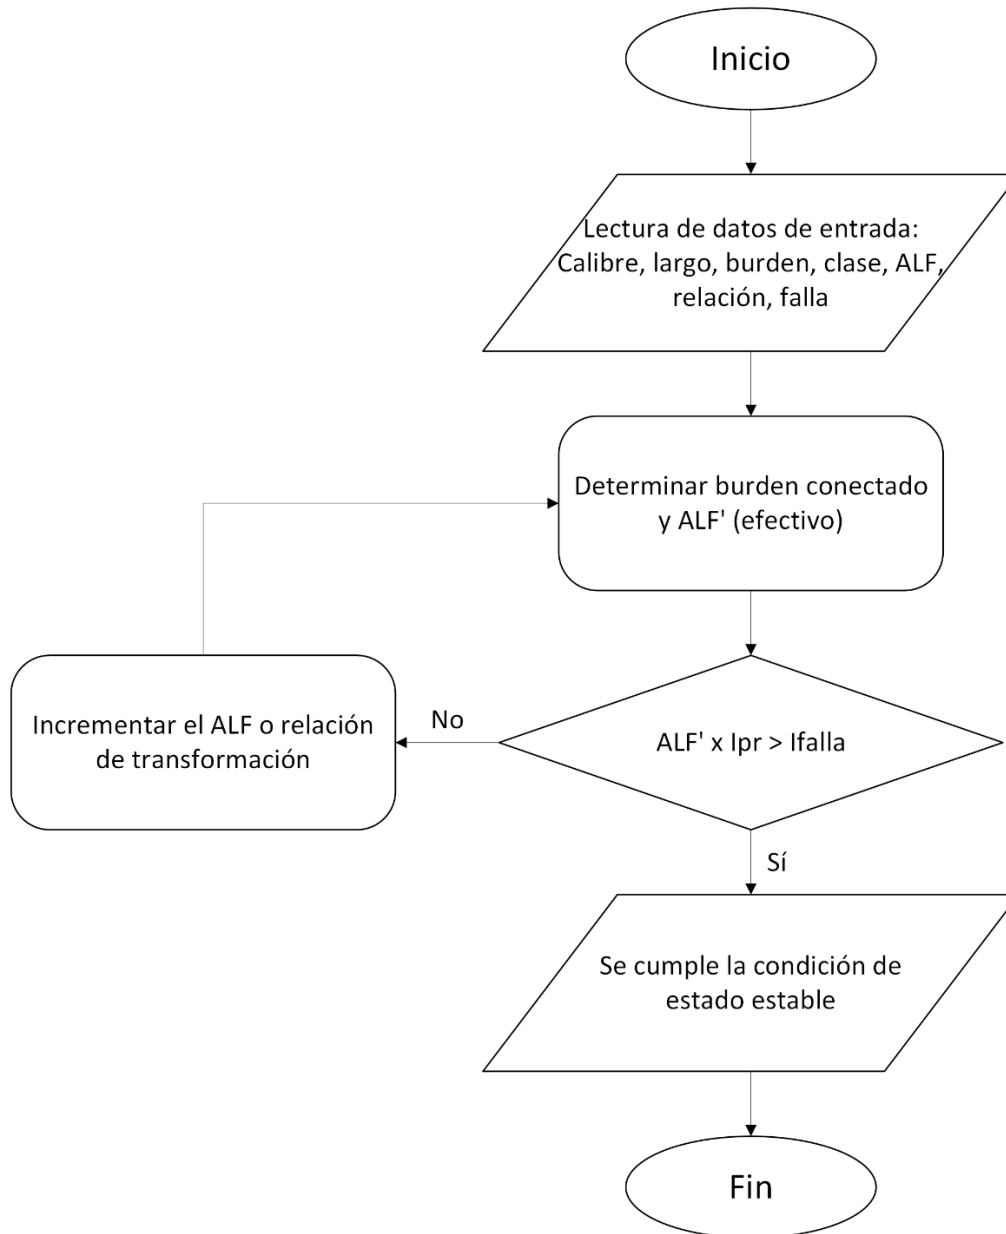 Inicio
Lectura de datos de entrada:
Calibre, largo, burden, clase, ALF,
relación, falla
Determinar burden conectado
y ALF' (efectivo)
Incrementar el ALF o relación
de transformación
No
ALF' x Ipr > Ifalla
Sí
Se cumple la condición de
estado estable
Fin